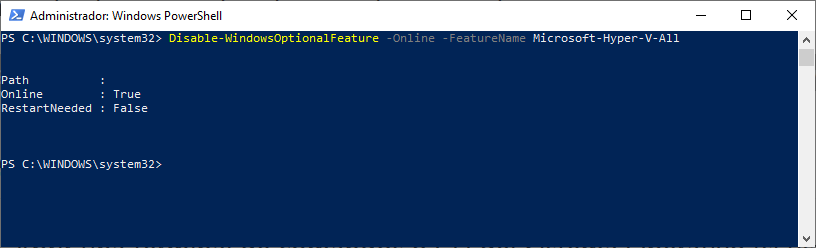 Administrador: Windows PowerShell
PS C:\WINDOWS\system32> Disable-WindowsOptionalFeature -Online -FeatureName Microsoft-Hyper-V-All
Path          :
Online        : True
RestartNeeded : False
PS C:\WINDOWS\system32>